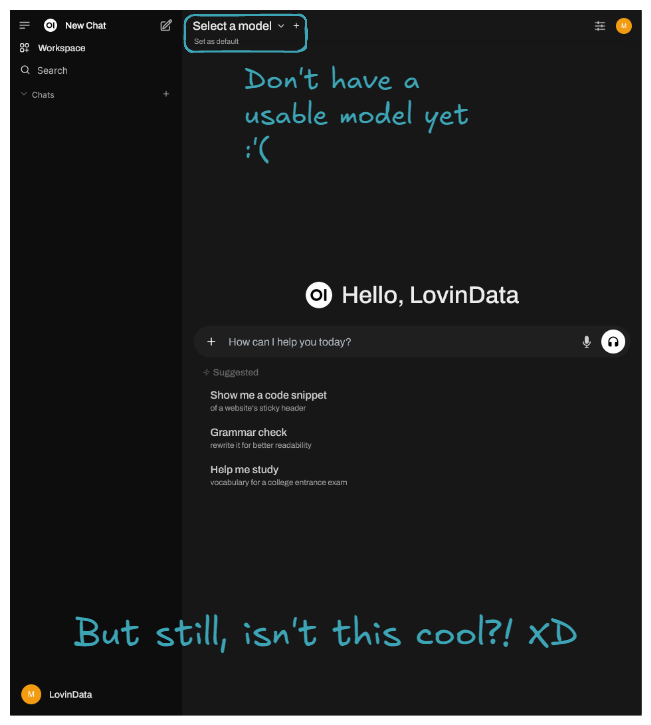 OI New Chat
Workspace
Search
Chats +
Select a model +
Set as default
M
Don't have a
usable model yet
:'(
OI Hello, LovinData
+ How can I help you today?
Suggested
Show me a code snippet
of a website's sticky header
Grammar check
rewrite it for better readability
Help me study
vocabulary for a college entrance exam
But still, isn't this cool?! XD
M LovinData